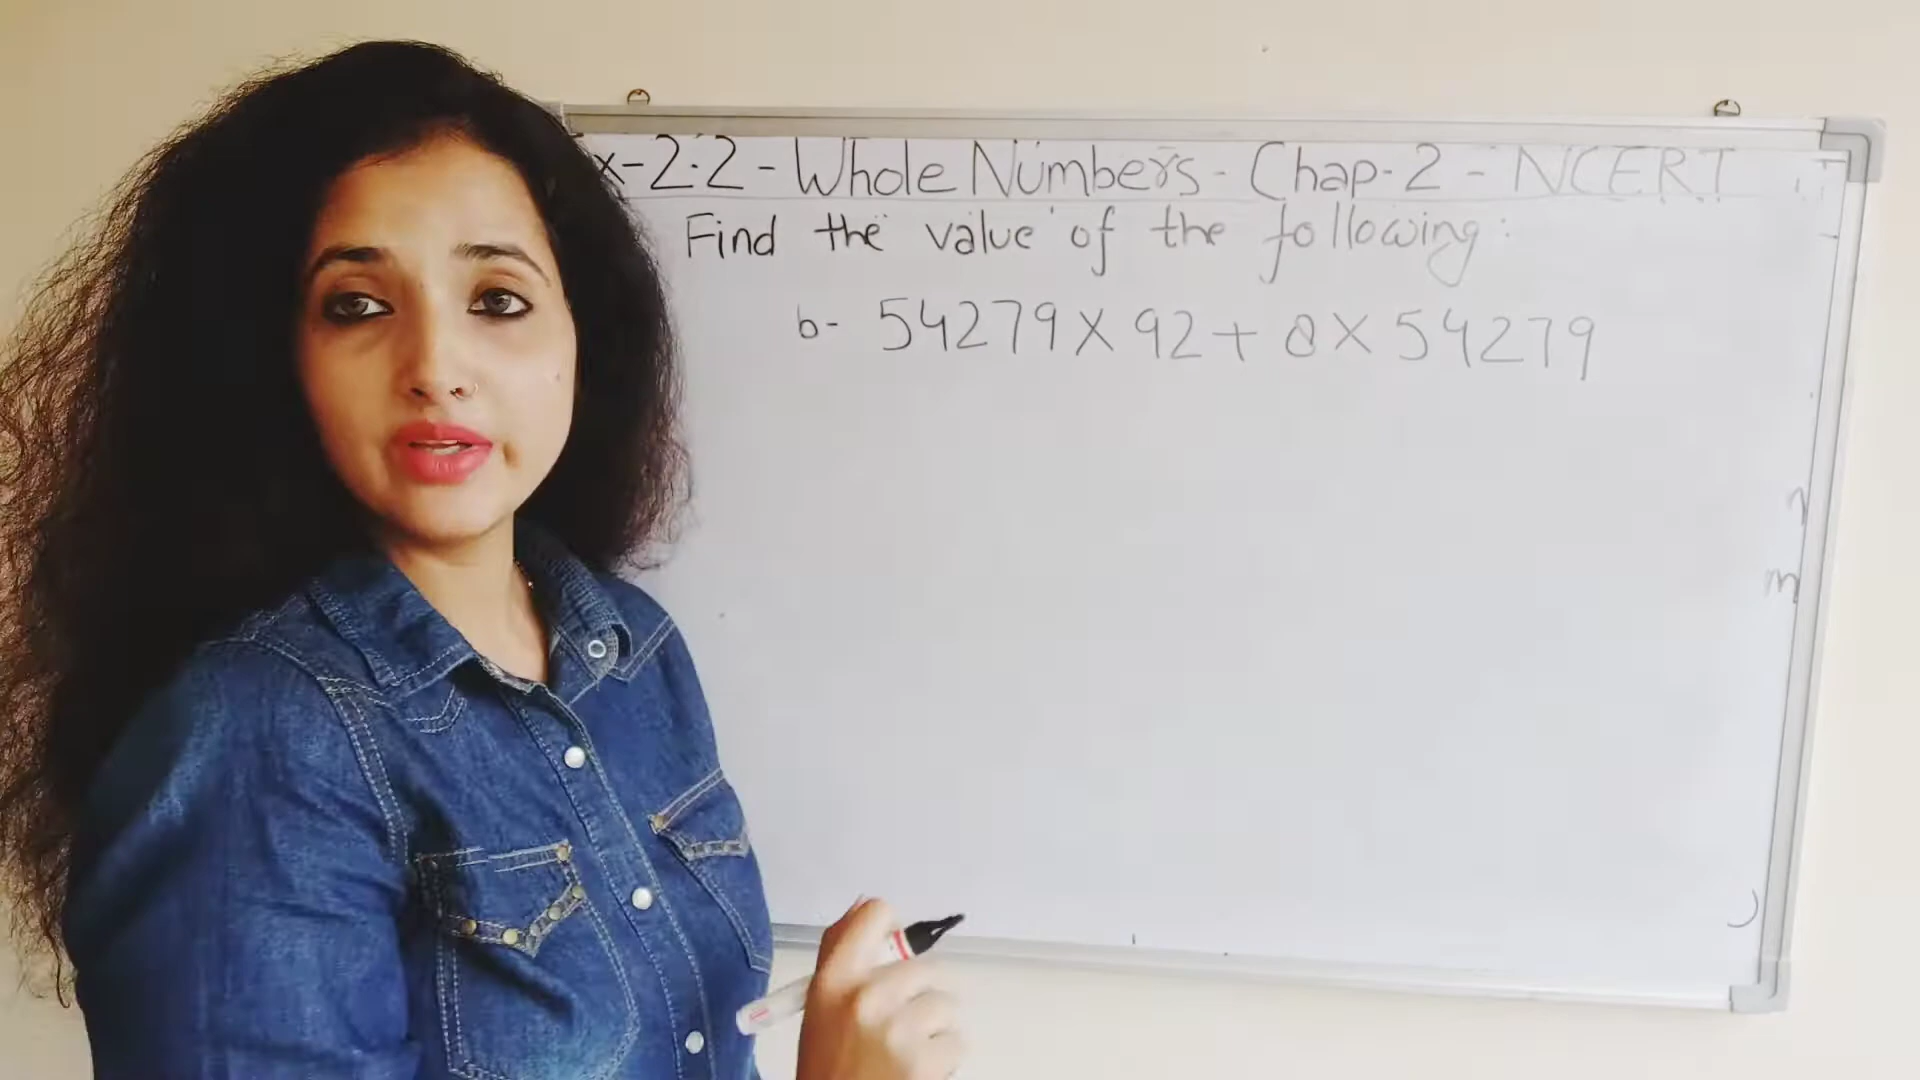 x-2.2 - Whole Numbers - Chap-2 - NCERT
Find the value of the following:
b- 54279 X 92 + 8 X 54279